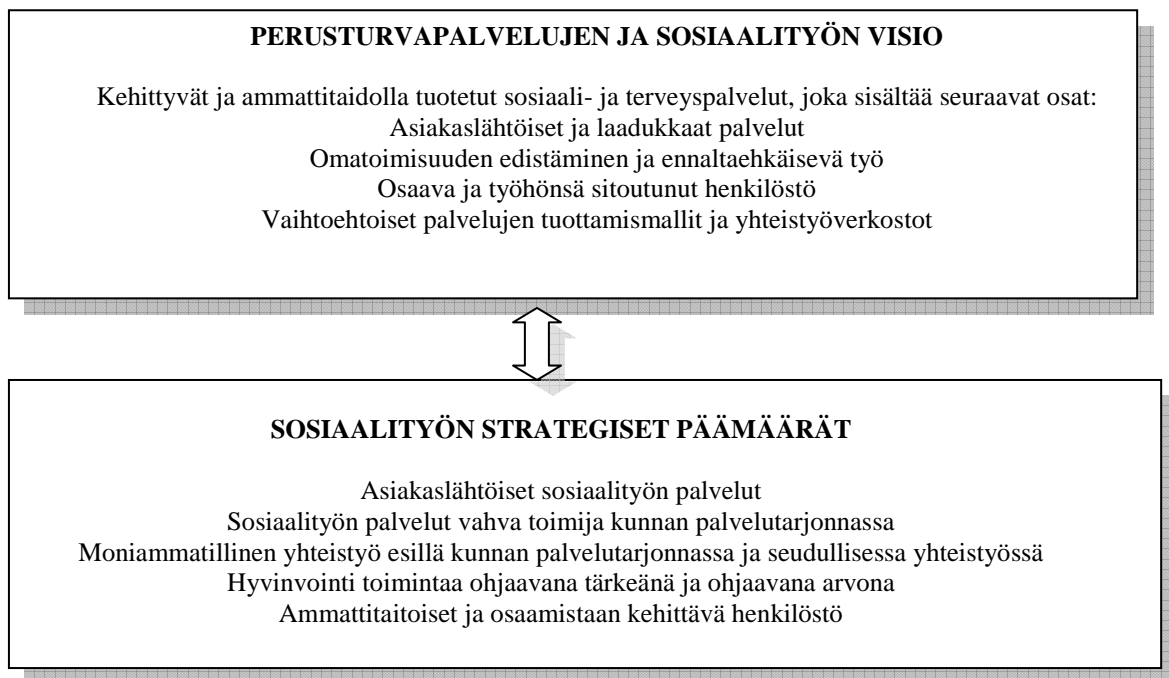 PERUSTURVAPALVELUJEN JA SOSIAALITYÖN VISIO
Kehittyvät ja ammattitaidolla tuotetut sosiaali- ja terveyspalvelut, joka sisältää seuraavat osat:
Asiakaslähtöiset ja laadukkaat palvelut
Omatoimisuuden edistäminen ja ennaltaehkäisevä työ
Osaava ja työhönsä sitoutunut henkilöstö
Vaihtoehtoiset palvelujen tuottamismallit ja yhteistyöverkostot
SOSIAALITYÖN STRATEGISET PÄÄMÄÄRÄT
Asiakaslähtöiset sosiaalityön palvelut
Sosiaalityön palvelut vahva toimija kunnan palvelutarjonnassa
Moniammatillinen yhteistyö esillä kunnan palvelutarjonnassa ja seudullisessa yhteistyössä
Hyvinvointi toimintaa ohjaavana tärkeänä ja ohjaavana arvona
Ammattitaitoiset ja osaamistaan kehittävä henkilöstö